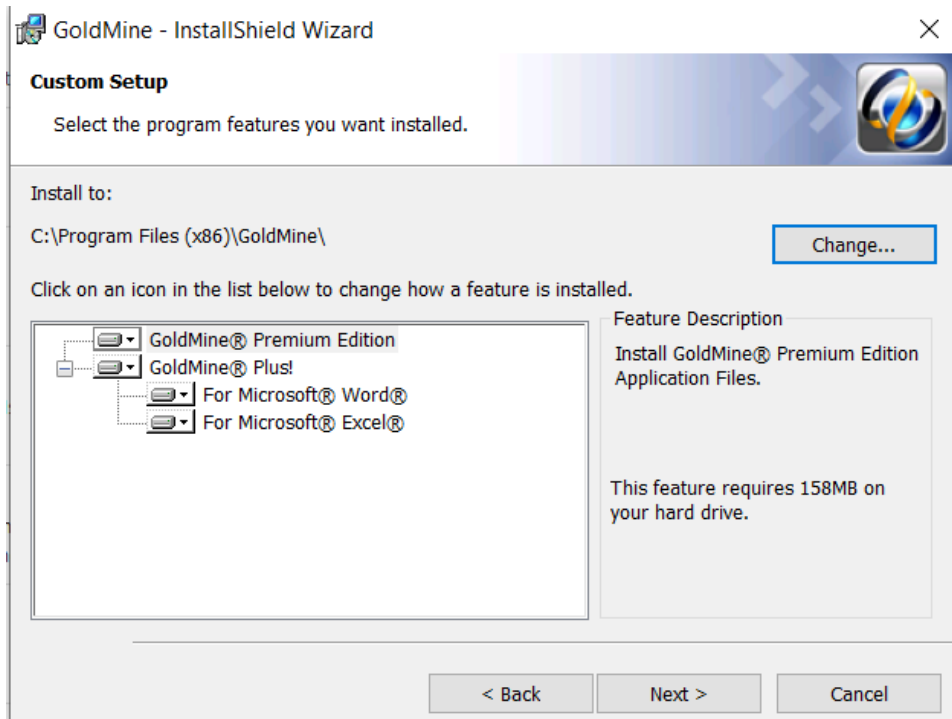 GoldMine - InstallShield Wizard
Custom Setup
Select the program features you want installed.
Install to:
C:\Program Files (x86)\GoldMine\
Change...
Click on an icon in the list below to change how a feature is installed.
GoldMine® Premium Edition
GoldMine® Plus!
For Microsoft® Word®
For Microsoft® Excel®
Feature Description
Install GoldMine® Premium Edition
Application Files.
This feature requires 158MB on
your hard drive.
< Back
Next >
Cancel